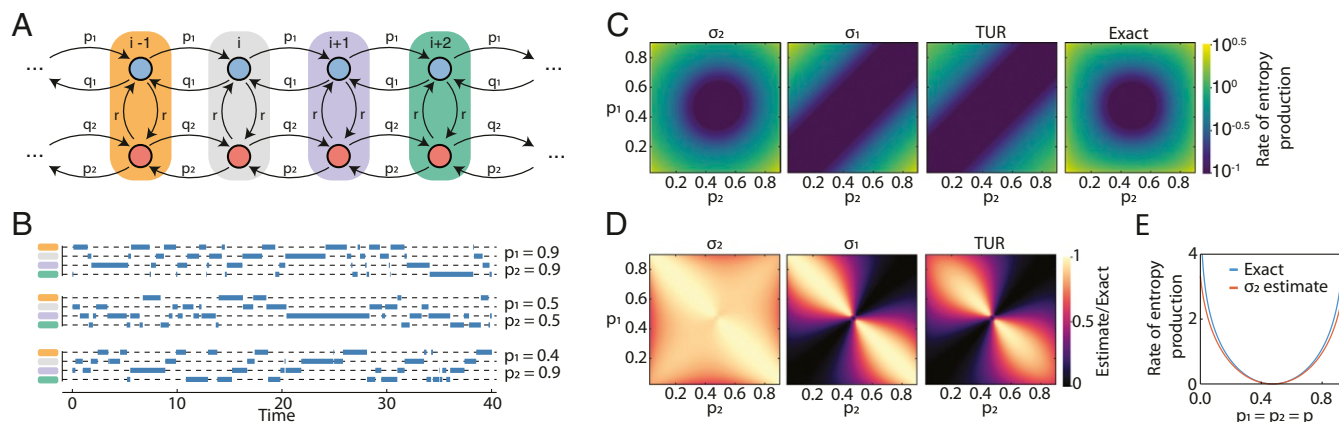 A
p₁ p₁ p₁ p₁ p₁
i -1 i i+1 i+2
... ...
q₁ q₁ q₁ q₁ q₁
r r r r r r r r
q₂ q₂ q₂ q₂ q₂
... ...
p₂ p₂ p₂ p₂ p₂
B
p₁ = 0.9
p₂ = 0.9
p₁ = 0.5
p₂ = 0.5
p₁ = 0.4
p₂ = 0.9
0 10 20 30 40
Time
C
σ₂ σ₁ TUR Exact
p₁
0.8
0.6
0.4
0.2
0.2 0.4 0.6 0.8 0.2 0.4 0.6 0.8 0.2 0.4 0.6 0.8 0.2 0.4 0.6 0.8
p₂ p₂ p₂ p₂
10^0.5
10^0
10^-0.5
10^-1
Rate of entropy
production
D
σ₂ σ₁ TUR
p₁
0.8
0.6
0.4
0.2
0.2 0.4 0.6 0.8 0.2 0.4 0.6 0.8 0.2 0.4 0.6 0.8
p₂ p₂ p₂
1
0.5
0
Estimate/Exact
E
Rate of entropy
production
4
2
0
Exact
σ₂ estimate
0.0 0.4 0.8
p₁ = p₂ = p